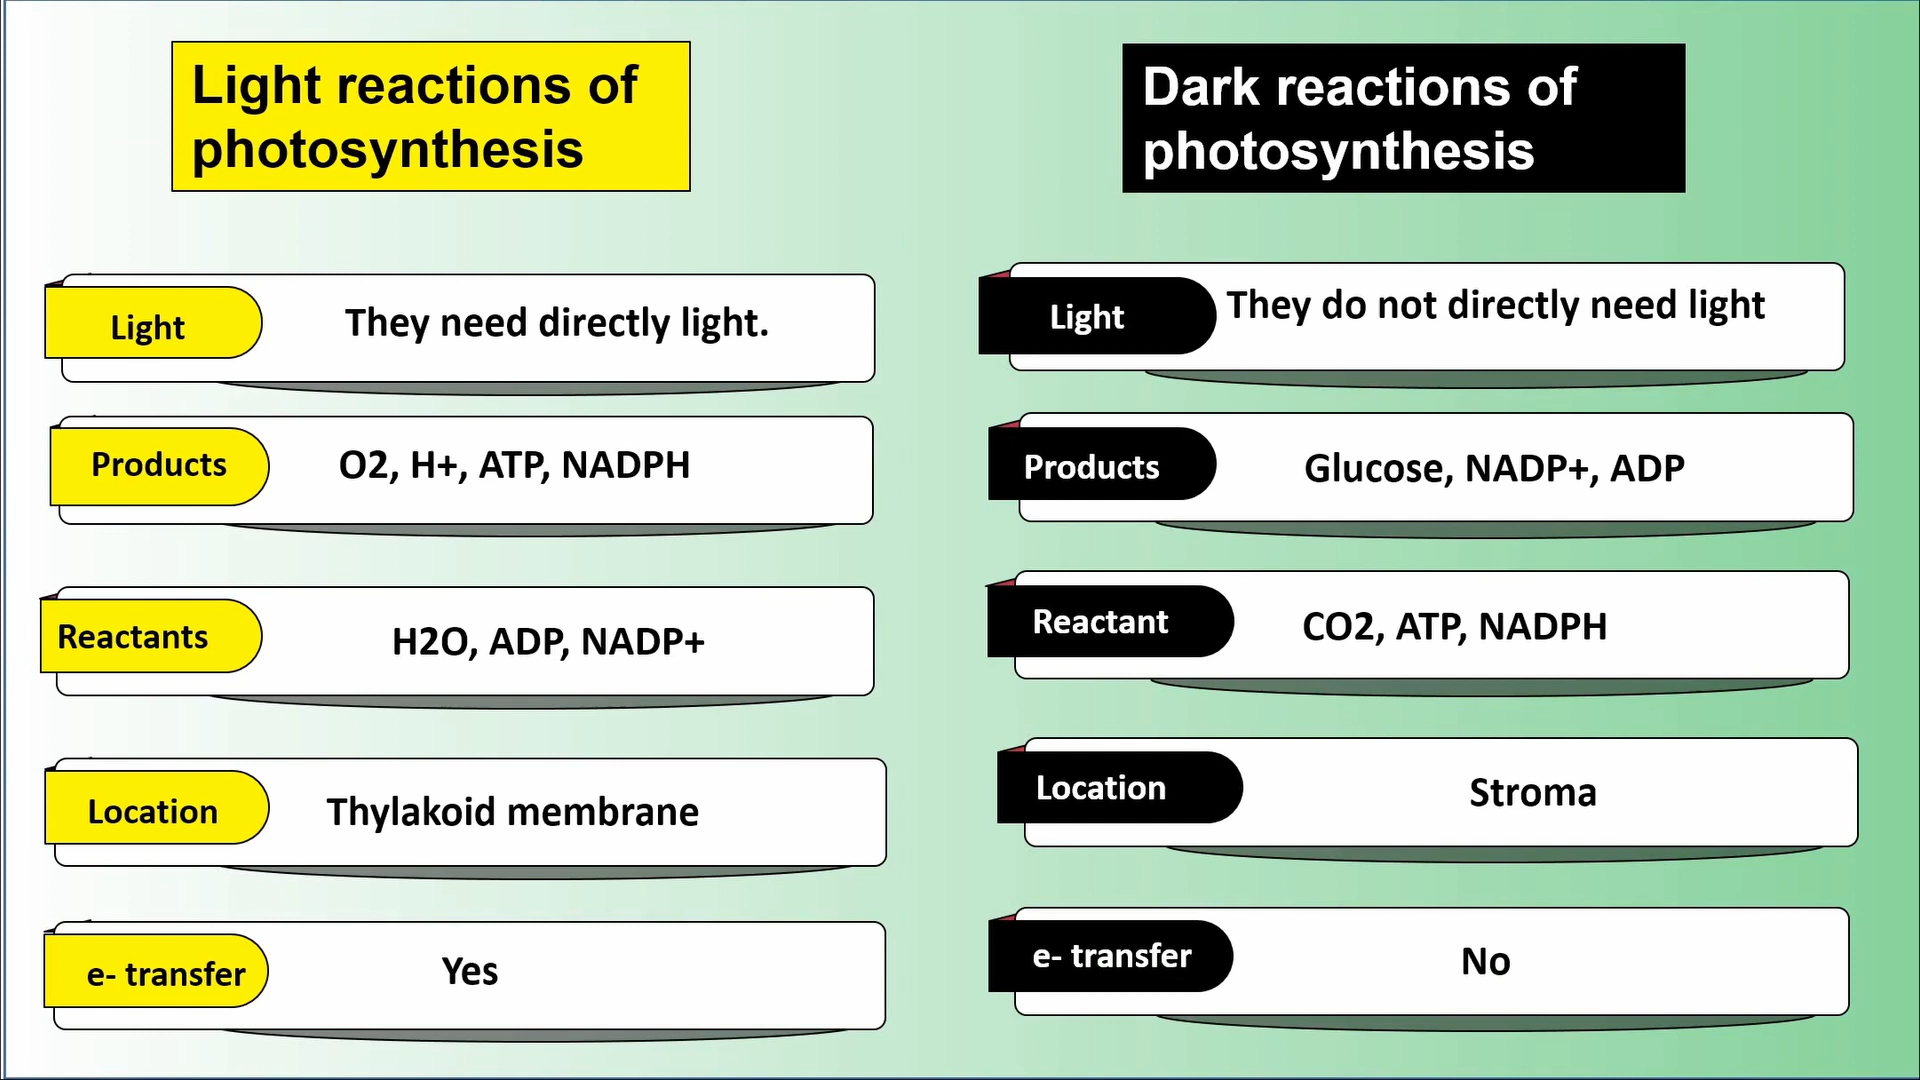 Light reactions of
photosynthesis
Light
They need directly light.
Products
O2, H+, ATP, NADPH
Reactants
H2O, ADP, NADP+
Location
Thylakoid membrane
e- transfer
Yes
Dark reactions of
photosynthesis
Light
They do not directly need light
Products
Glucose, NADP+, ADP
Reactant
CO2, ATP, NADPH
Location
Stroma
e- transfer
No